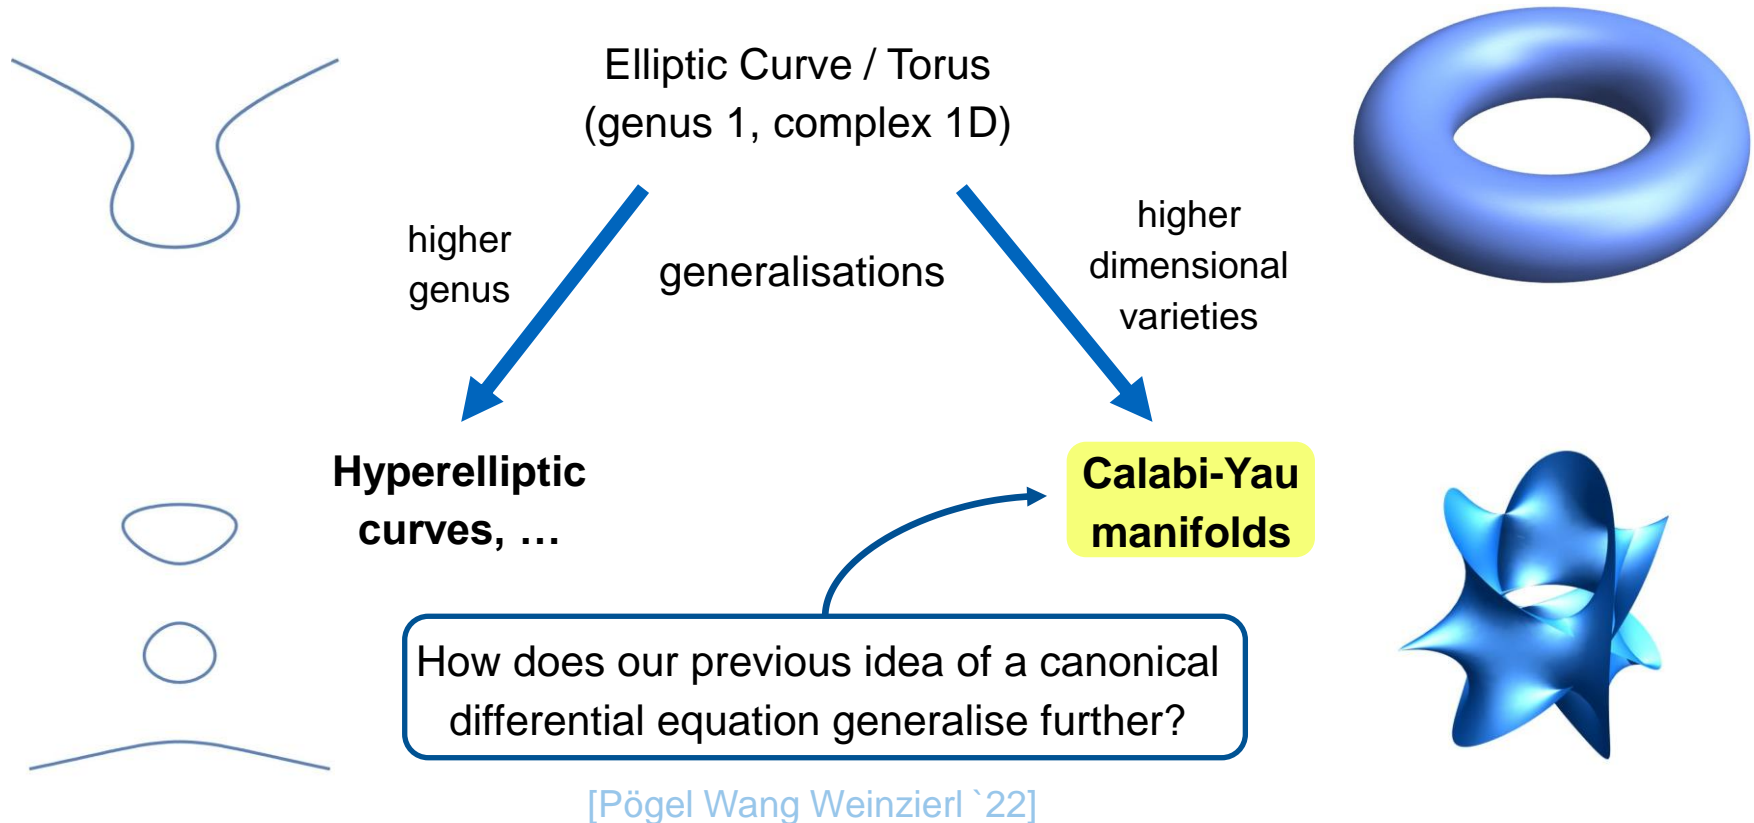 Elliptic Curve / Torus
(genus 1, complex 1D)
higher
genus
generalisations
higher
dimensional
varieties
Hyperelliptic
curves, …
Calabi-Yau
manifolds
How does our previous idea of a canonical
differential equation generalise further?
[Pögel Wang Weinzierl `22]